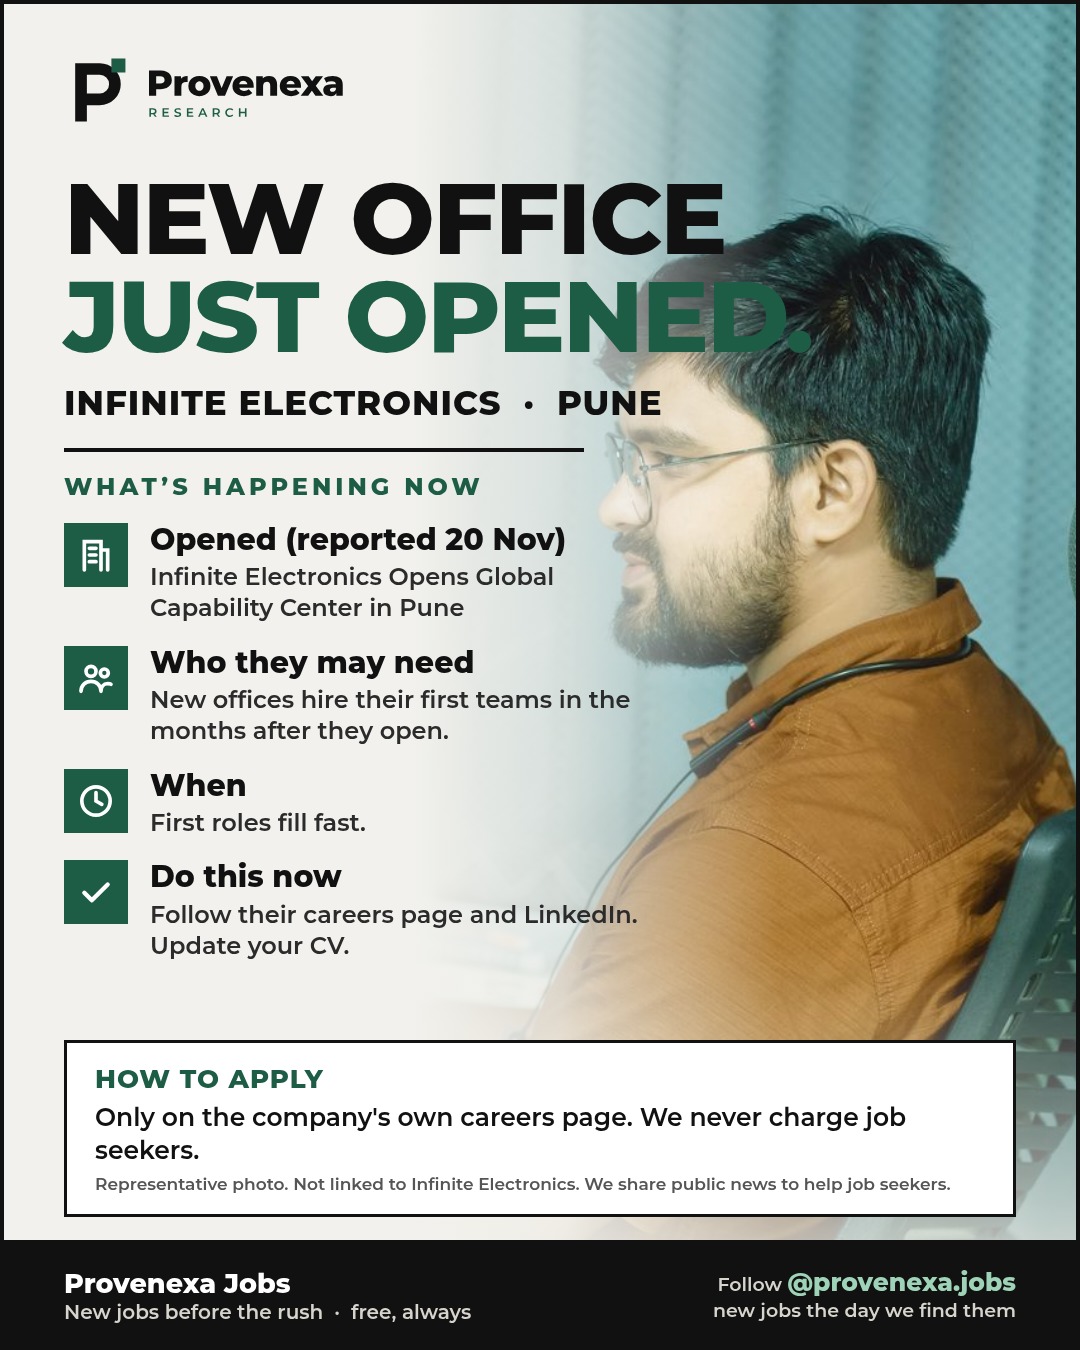 Provenexa
RESEARCH
NEW OFFICE
JUST OPENED.
INFINITE ELECTRONICS · PUNE
WHAT’S HAPPENING NOW
Opened (reported 20 Nov)
Infinite Electronics Opens Global
Capability Center in Pune
Who they may need
New offices hire their first teams in the
months after they open.
When
First roles fill fast.
Do this now
Follow their careers page and LinkedIn.
Update your CV.
HOW TO APPLY
Only on the company's own careers page. We never charge job
seekers.
Representative photo. Not linked to Infinite Electronics. We share public news to help job seekers.
Provenexa Jobs
New jobs before the rush · free, always
Follow @provenexa.jobs
new jobs the day we find them